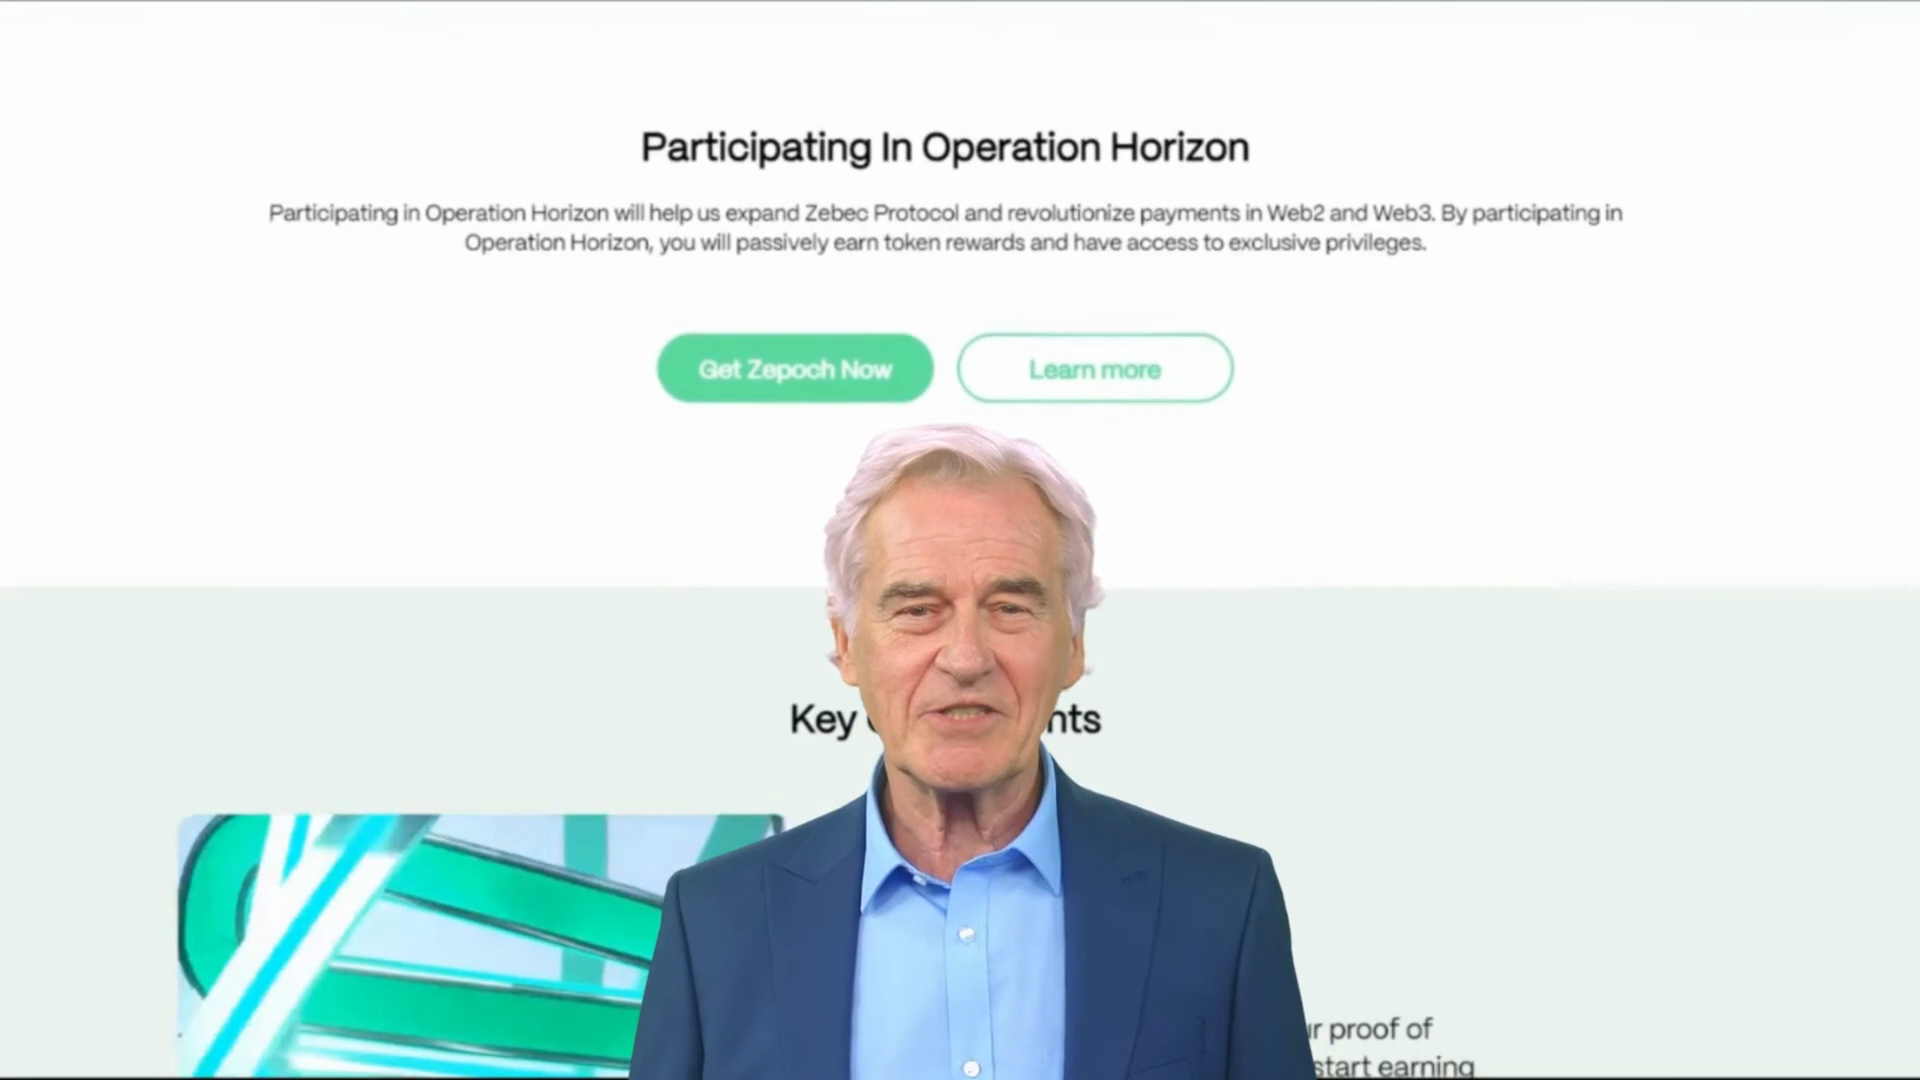 Participating In Operation Horizon
Participating in Operation Horizon will help us expand Zebec Protocol and revolutionize payments in Web2 and Web3. By participating in
Operation Horizon, you will passively earn token rewards and have access to exclusive privileges.
Get Zepoch Now
Learn more
Key
proof of
start earning